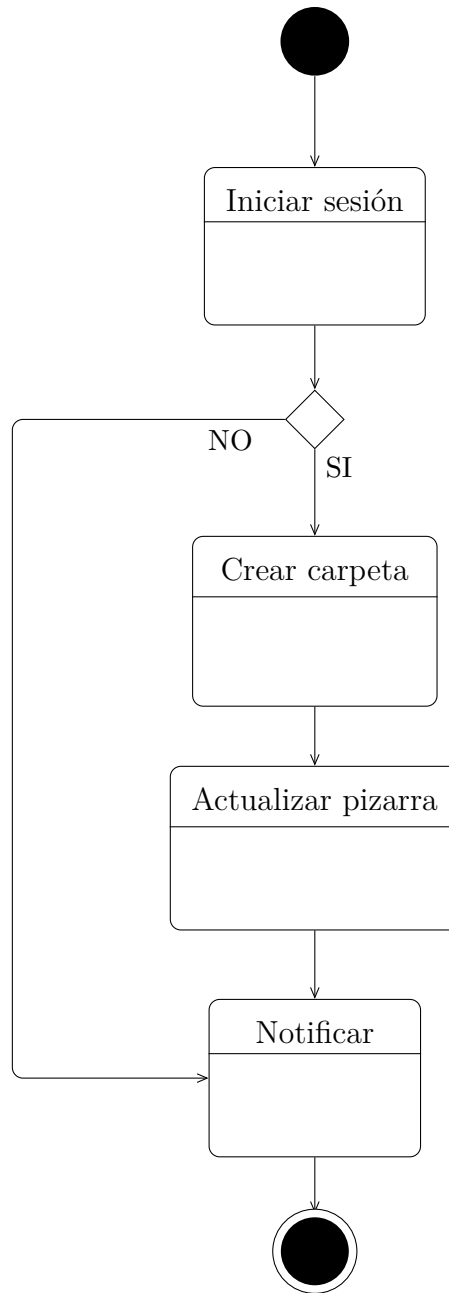 Iniciar sesión
NO
SI
Crear carpeta
Actualizar pizarra
Notificar